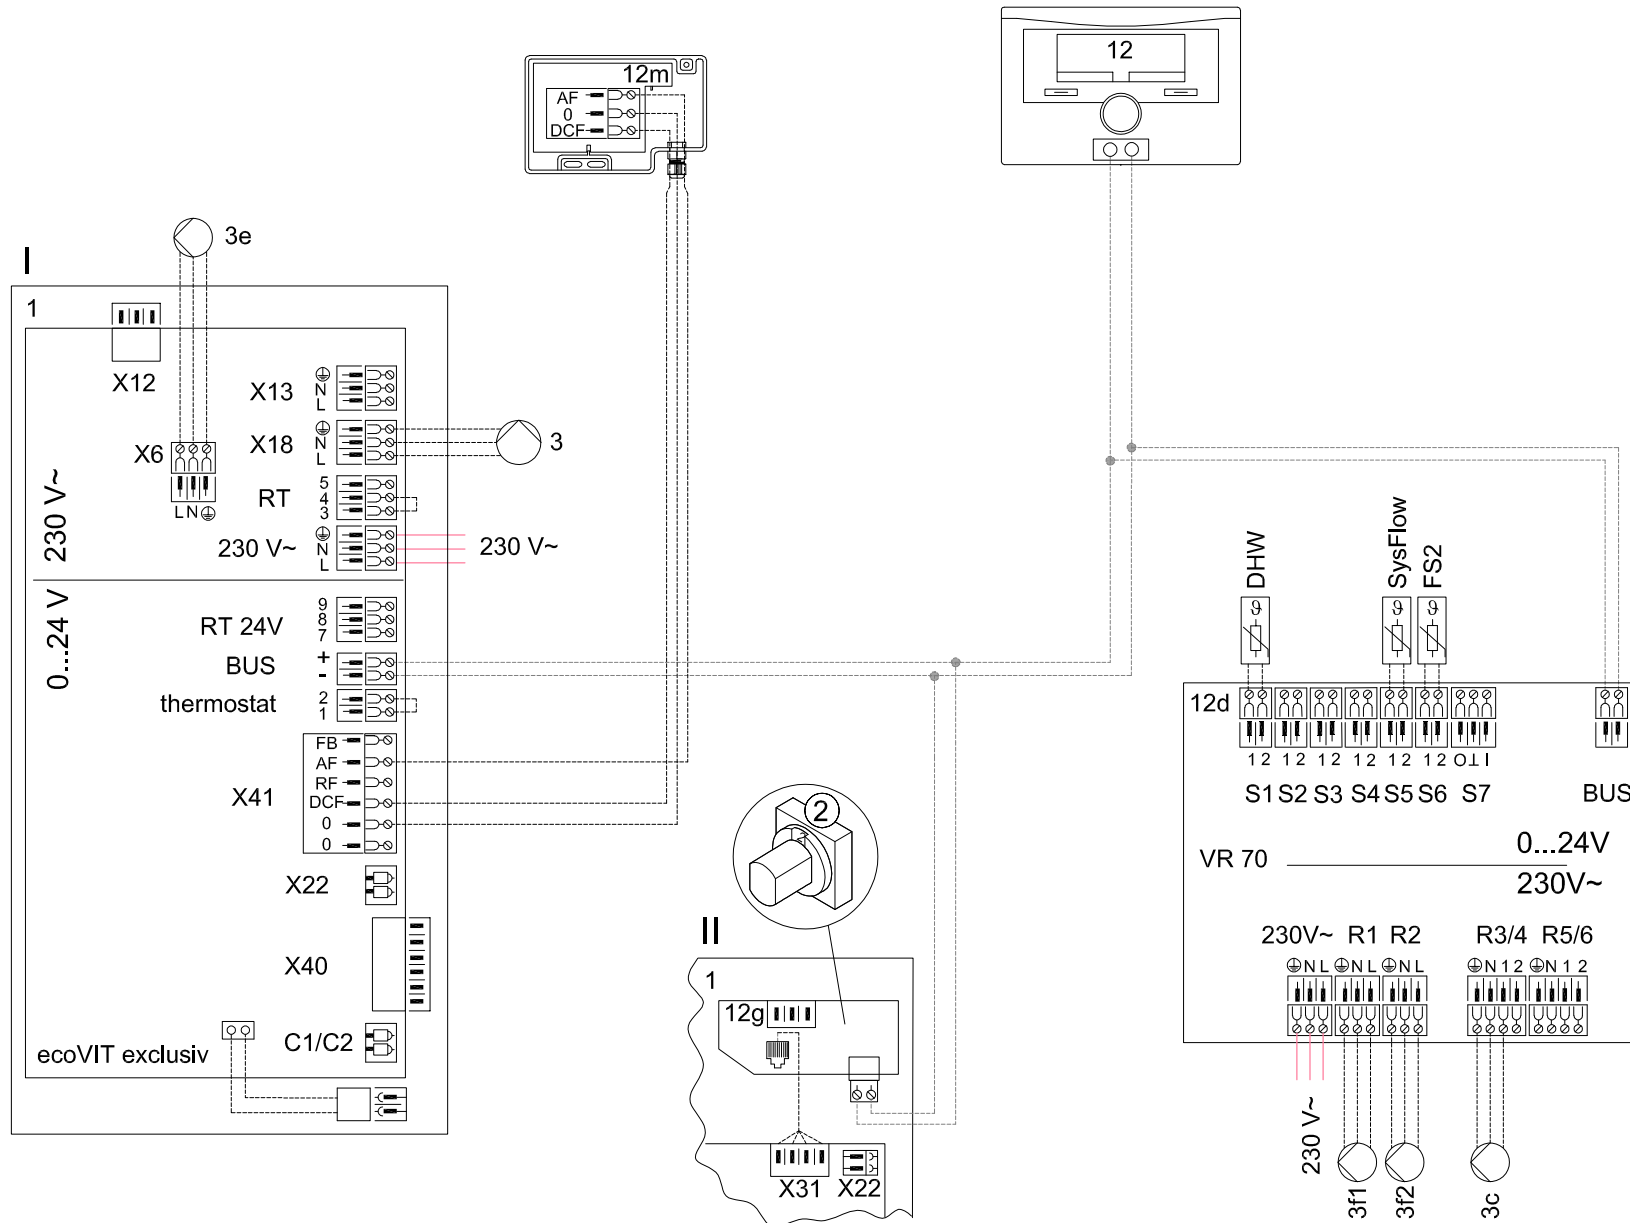 12
12m
AF
0
DCF
3e
I
1
X12
X13
N
L
X18
N
L
3
X6
L N
RT
5
4
3
230 V~
230 V~
N
L
230 V~
0...24 V
RT 24V
9
8
7
BUS
+
-
thermostat
2
1
X41
FB
AF
RF
DCF
0
0
X22
X40
C1/C2
ecoVIT exclusiv
2
II
1
12g
X31
X22
DHW
SysFlow
FS2
ϑ
ϑ
ϑ
12d
1 2 1 2 1 2 1 2 1 2 1 2 O ⊥ I
S1 S2 S3 S4 S5 S6 S7
BUS
VR 70
0...24V
230V~
230V~ R1 R2 R3/4 R5/6
N L N L N L N 1 2 N 1 2
230 V~
3f1
3f2
3c